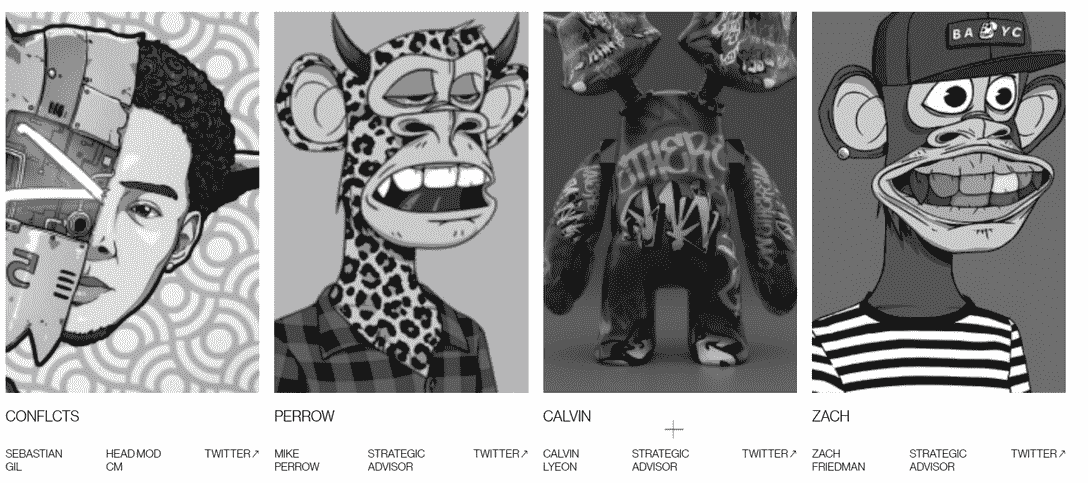 BA YC
ETHERE
CONFLCTS
PERROW
CALVIN
ZACH
SEBASTIAN
GIL
HEAD MOD
CM
TWITTER↗
MIKE
PERROW
STRATEGIC
ADVISOR
TWITTER↗
CALVIN
LYEON
STRATEGIC
ADVISOR
TWITTER↗
ZACH
FRIEDMAN
STRATEGIC
ADVISOR
TWITTER↗